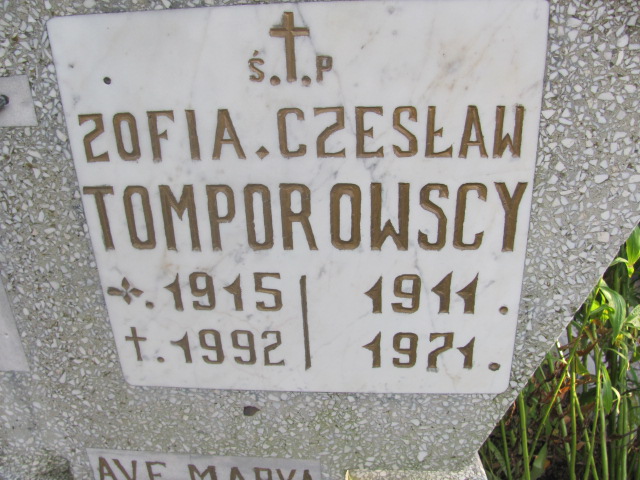 Ś.†.P
ZOFIA. CZESŁAW
TOMPOROWSCY
*. 1915 | 1911.
†. 1992 | 1971.
AVE MARYA